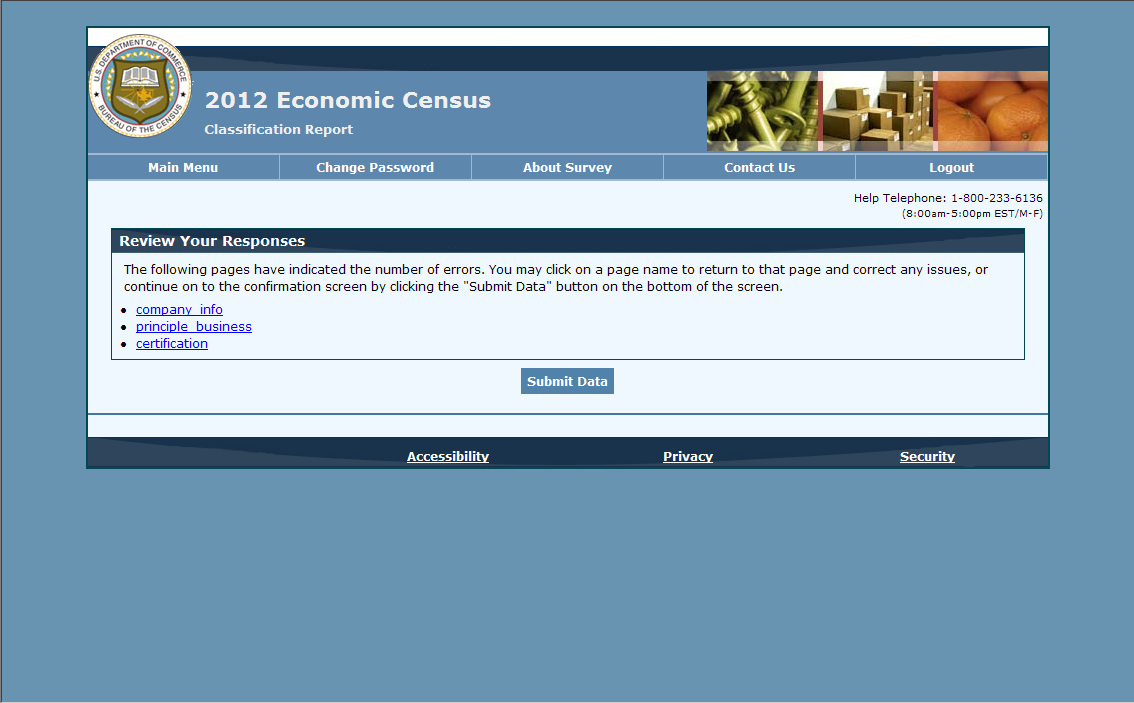 U.S. DEPARTMENT OF COMMERCE
BUREAU OF THE CENSUS
2012 Economic Census
Classification Report
Main Menu Change Password About Survey Contact Us Logout
Help Telephone: 1-800-233-6136
(8:00am-5:00pm EST/M-F)
Review Your Responses
The following pages have indicated the number of errors. You may click on a page name to return to that page and correct any issues, or
continue on to the confirmation screen by clicking the "Submit Data" button on the bottom of the screen.
company_info
principle_business
certification
Submit Data
Accessibility Privacy Security